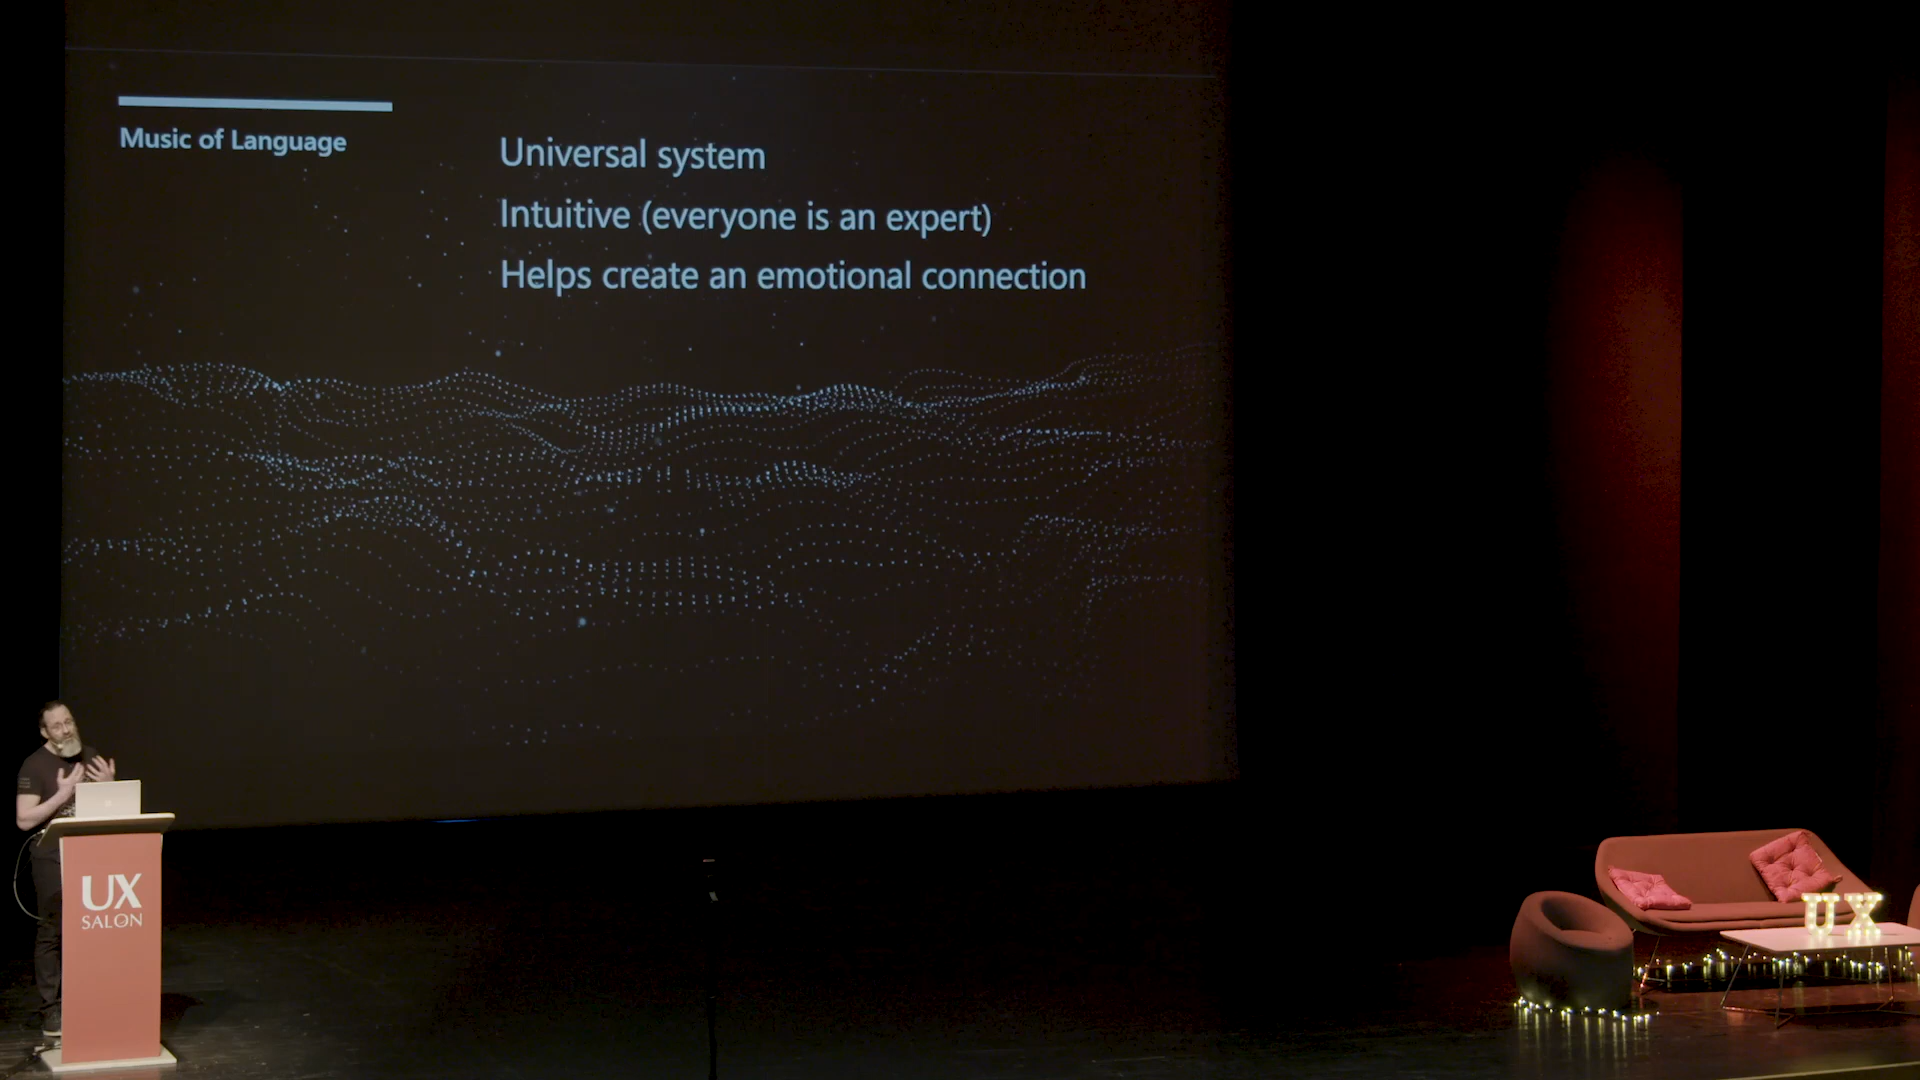 Music of Language
Universal system
Intuitive (everyone is an expert)
Helps create an emotional connection
UX
SALON
UX